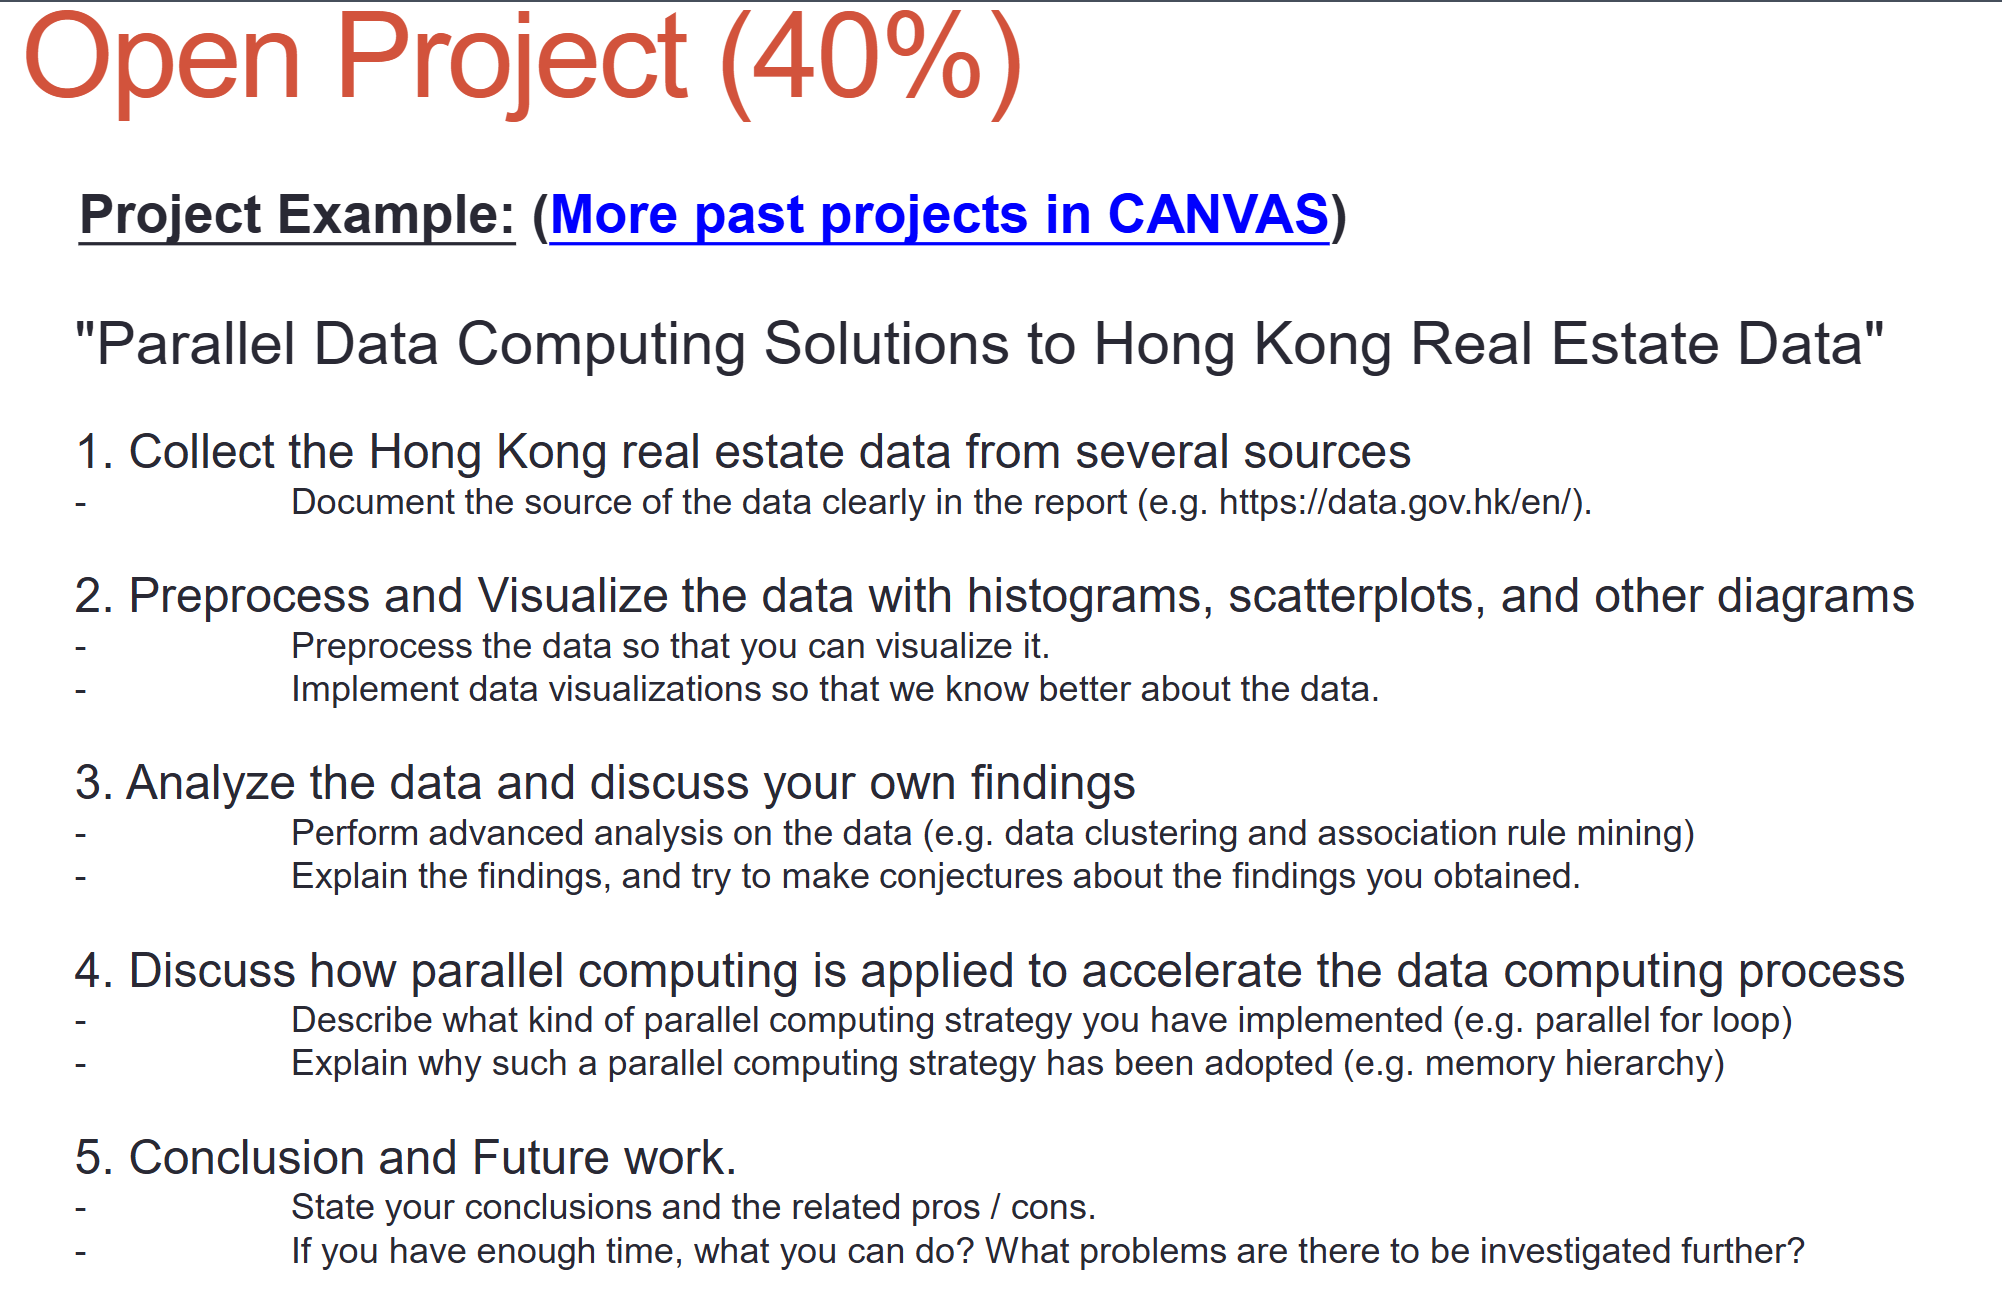 Open Project (40%)
Project Example: (More past projects in CANVAS)
"Parallel Data Computing Solutions to Hong Kong Real Estate Data"
1. Collect the Hong Kong real estate data from several sources
- Document the source of the data clearly in the report (e.g. https://data.gov.hk/en/).
2. Preprocess and Visualize the data with histograms, scatterplots, and other diagrams
- Preprocess the data so that you can visualize it.
- Implement data visualizations so that we know better about the data.
3. Analyze the data and discuss your own findings
- Perform advanced analysis on the data (e.g. data clustering and association rule mining)
- Explain the findings, and try to make conjectures about the findings you obtained.
4. Discuss how parallel computing is applied to accelerate the data computing process
- Describe what kind of parallel computing strategy you have implemented (e.g. parallel for loop)
- Explain why such a parallel computing strategy has been adopted (e.g. memory hierarchy)
5. Conclusion and Future work.
- State your conclusions and the related pros / cons.
- If you have enough time, what you can do? What problems are there to be investigated further?